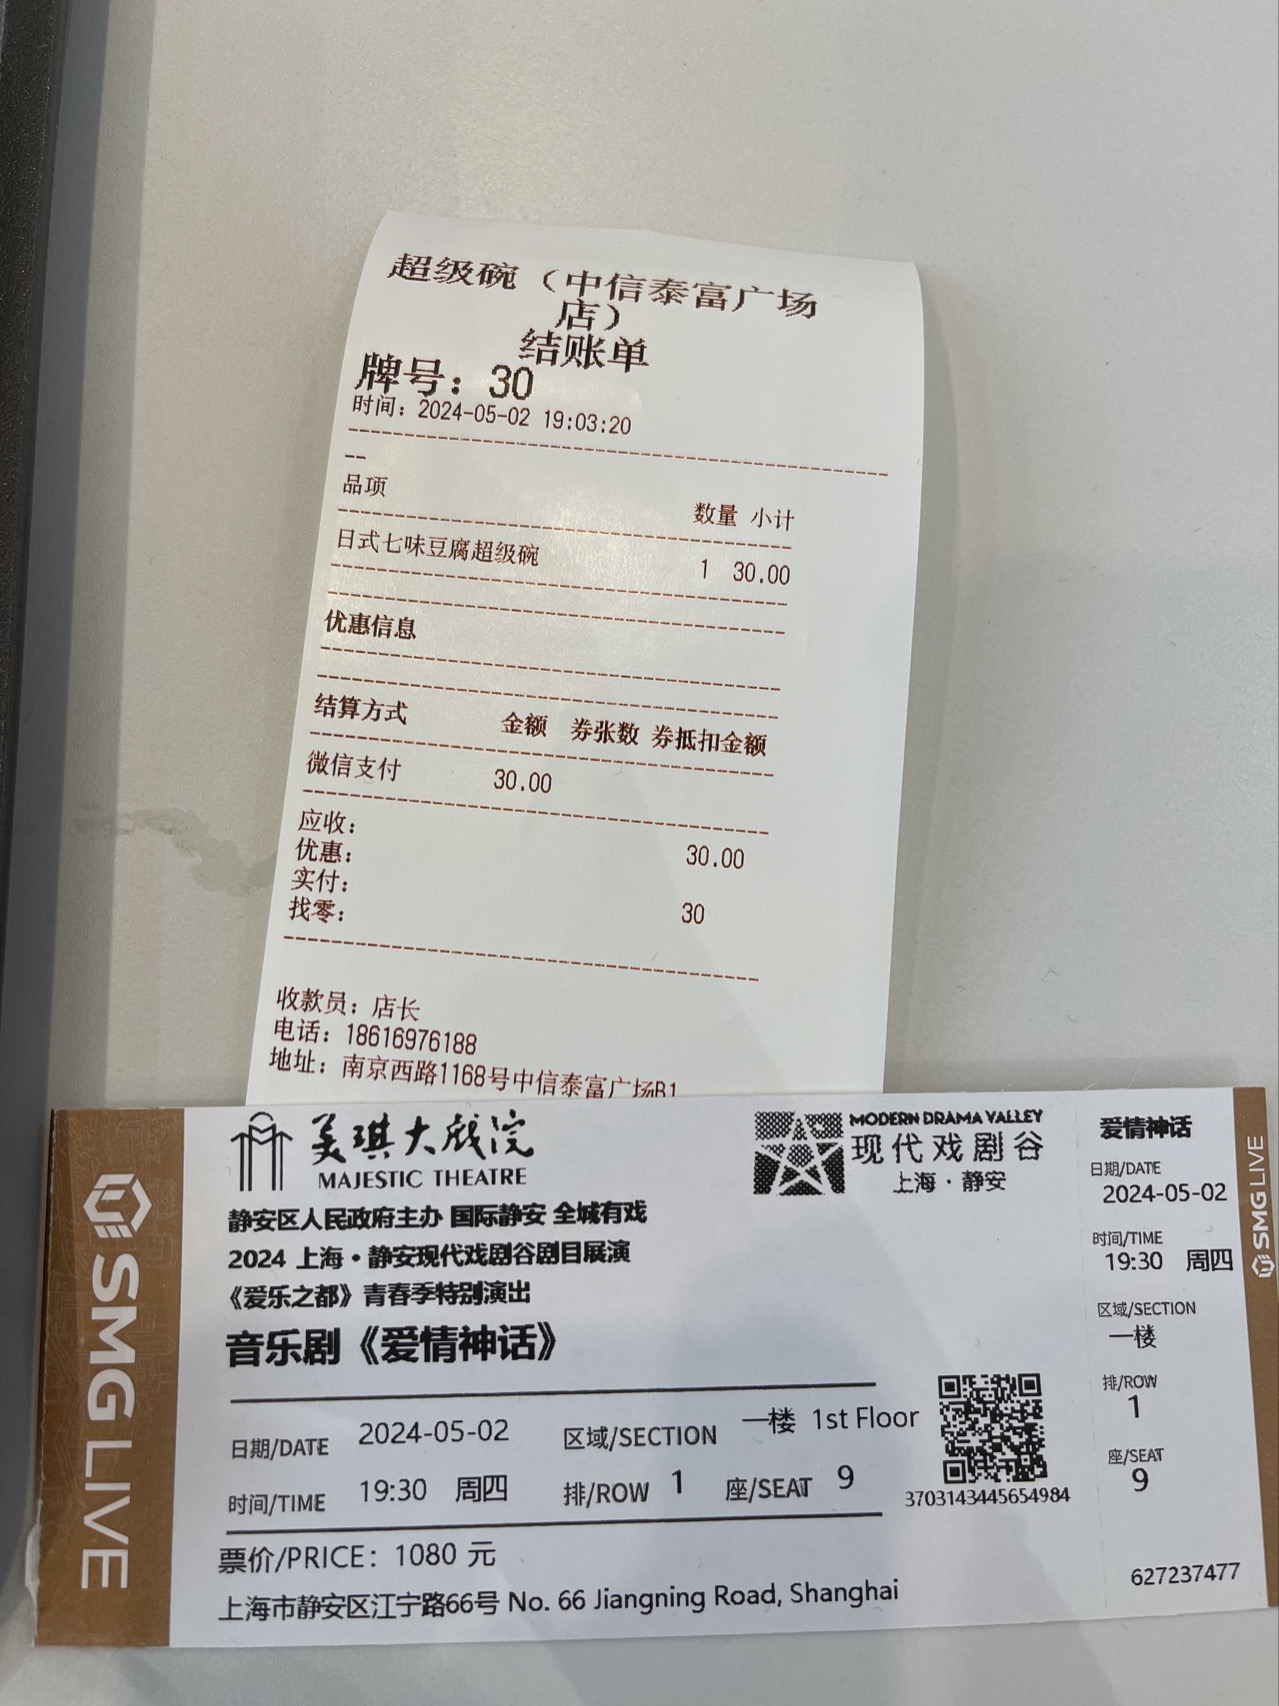 超级碗（中信泰富广场
店）
结账单
牌号：30
时间：2024-05-02 19:03:20
--
品项 数量 小计
日式七味豆腐超级碗 1 30.00
优惠信息
结算方式 金额 券张数 券抵扣金额
微信支付 30.00
应收：30.00
优惠：
实付：30
找零：
收款员：店长
电话：18616976188
地址：南京西路1168号中信泰富广场B1
美琪大戏院
MAJESTIC THEATRE
MODERN DRAMA VALLEY
现代戏剧谷
上海·静安
静安区人民政府主办 国际静安 全城有戏
2024 上海·静安现代戏剧谷剧目展演
《爱乐之都》青春季特别演出
音乐剧《爱情神话》
日期/DATE 2024-05-02 区域/SECTION 一楼 1st Floor
时间/TIME 19:30 周四 排/ROW 1 座/SEAT 9
3703143445654984
票价/PRICE：1080 元
上海市静安区江宁路66号 No. 66 Jiangning Road, Shanghai
SMG LIVE
爱情神话
日期/DATE
2024-05-02
时间/TIME
19:30 周四
区域/SECTION
一楼
排/ROW
1
座/SEAT
9
627237477
SMG LIVE